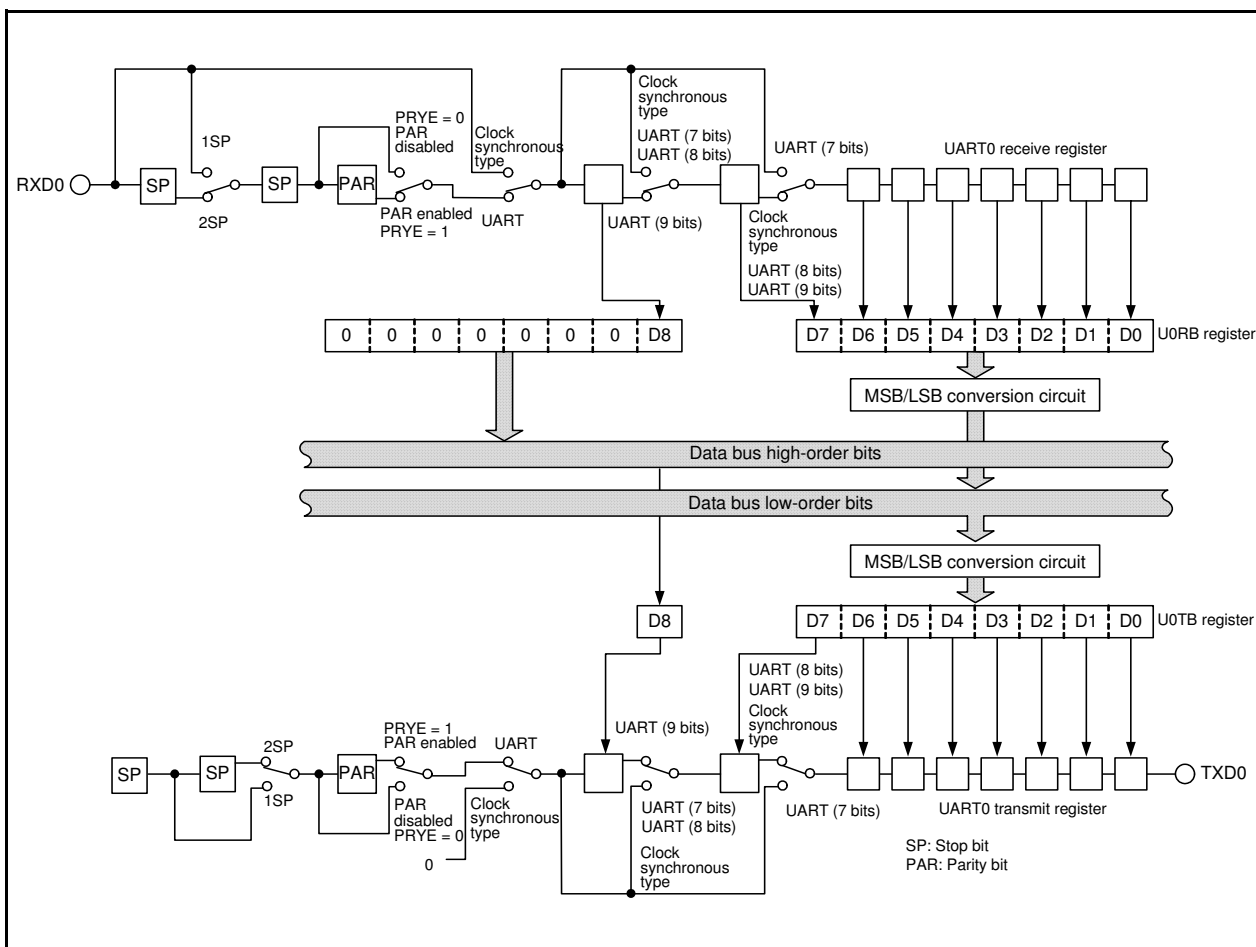 Clock
synchronous
type
PRYE = 0
PAR
disabled
Clock
synchronous
type
UART (7 bits)
UART (8 bits)
1SP
UART (7 bits)
UART0 receive register
RXD0
SP
SP
PAR
2SP
PAR enabled
PRYE = 1
UART
UART (9 bits)
Clock
synchronous
type
UART (8 bits)
UART (9 bits)
0 0 0 0 0 0 0 D8
D7 D6 D5 D4 D3 D2 D1 D0
U0RB register
MSB/LSB conversion circuit
Data bus high-order bits
Data bus low-order bits
MSB/LSB conversion circuit
D8
D7 D6 D5 D4 D3 D2 D1 D0
U0TB register
UART (8 bits)
UART (9 bits)
Clock
synchronous
type
PRYE = 1
PAR enabled
UART
UART (9 bits)
2SP
SP
SP
PAR
TXD0
1SP
PAR
disabled
PRYE = 0
Clock
synchronous
type
0
UART (7 bits)
UART (8 bits)
Clock
synchronous
type
UART (7 bits)
UART0 transmit register
SP: Stop bit
PAR: Parity bit